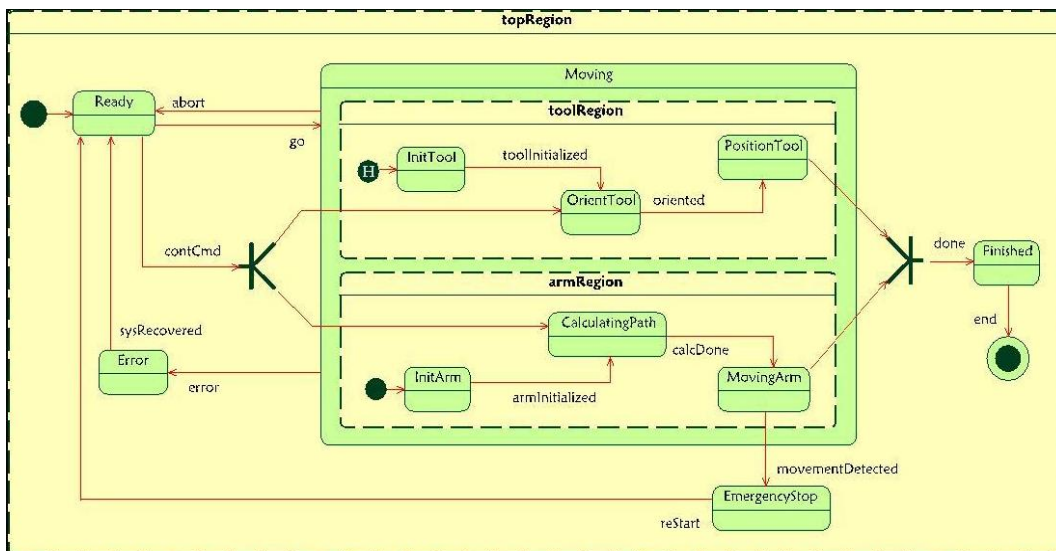 topRegion
Moving
Ready
abort
toolRegion
go
InitTool
toolInitialized
PositionTool
H
OrientTool
oriented
contCmd
done
Finished
armRegion
sysRecovered
CalculatingPath
end
Error
calcDone
error
InitArm
armInitialized
MovingArm
movementDetected
EmergencyStop
reStart